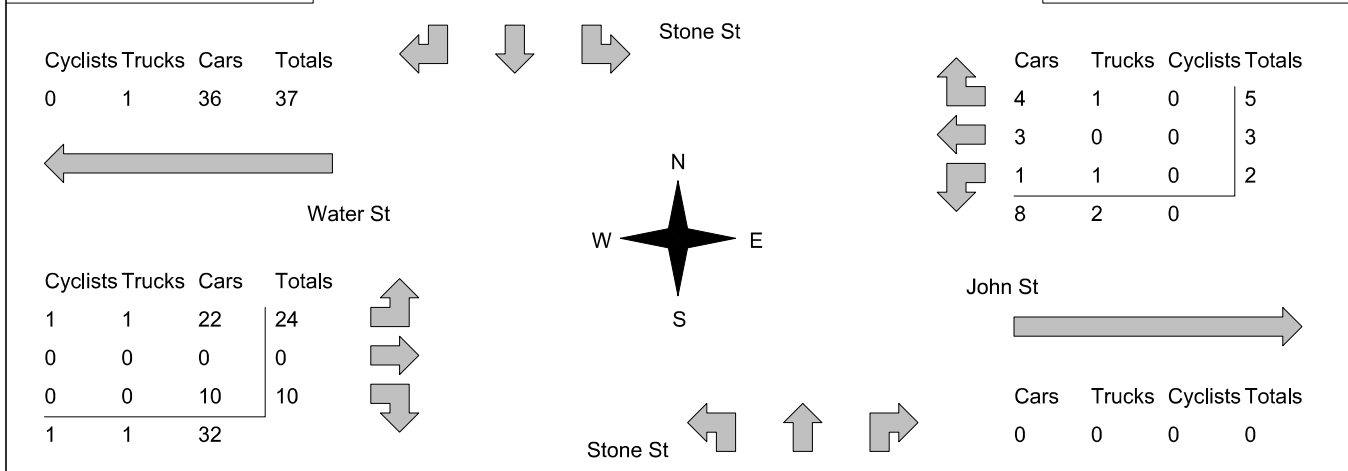 Stone St
Cyclists Trucks Cars Totals
0 1 36 37
Cars Trucks Cyclists Totals
4 1 0 5
3 0 0 3
1 1 0 2
8 2 0
N
W E
S
Water St
Cyclists Trucks Cars Totals
1 1 22 24
0 0 0 0
0 0 10 10
1 1 32
John St
Cars Trucks Cyclists Totals
0 0 0 0
Stone St